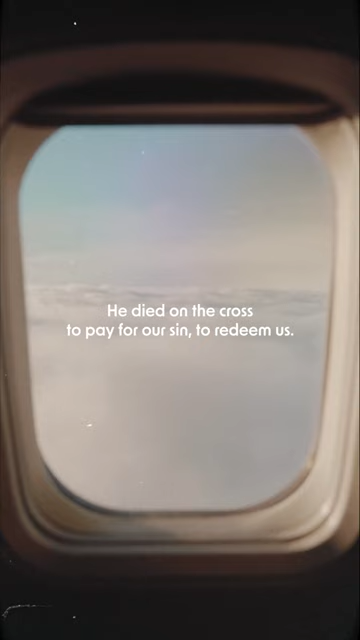 He died on the cross
to pay for our sin, to redeem us.